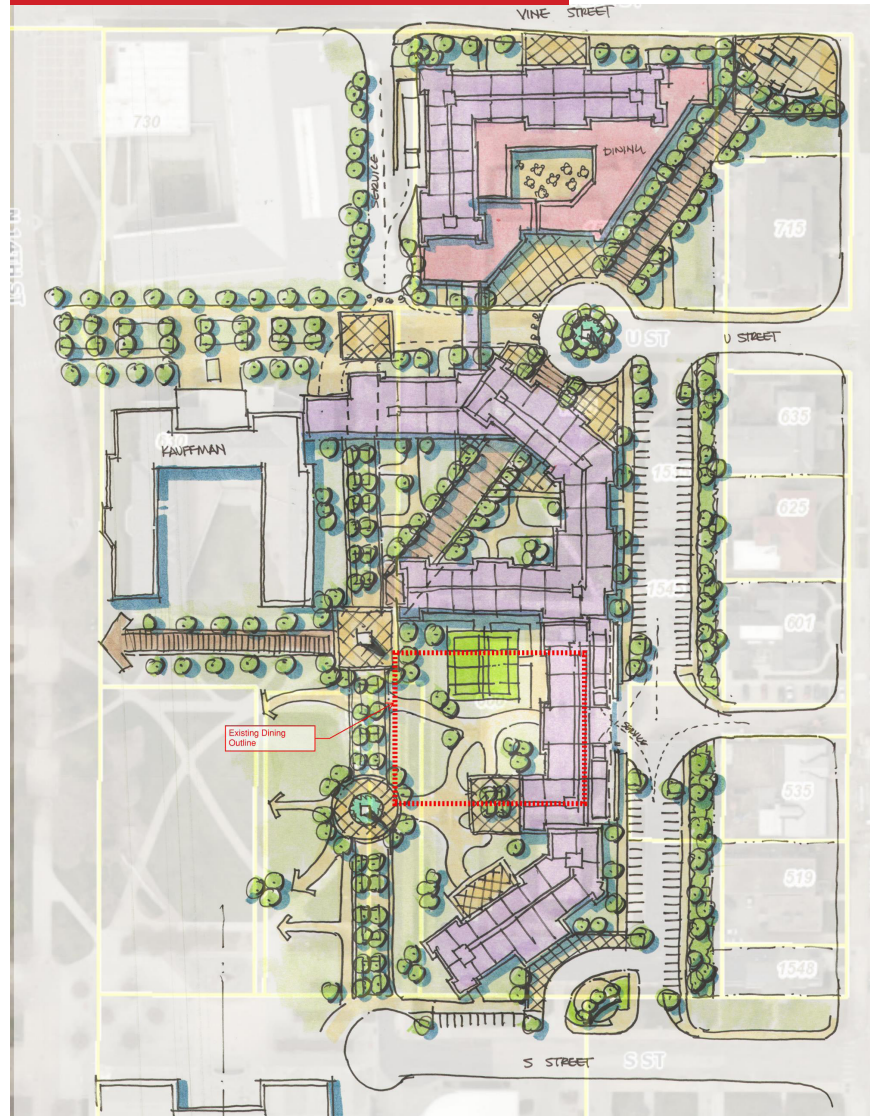 VINE STREET
730
SERVICE
DINING
715
U ST
U STREET
635
KAUFFMAN
625
601
Existing Dining
Outline
SERVICE
535
519
1548
S STREET
S ST